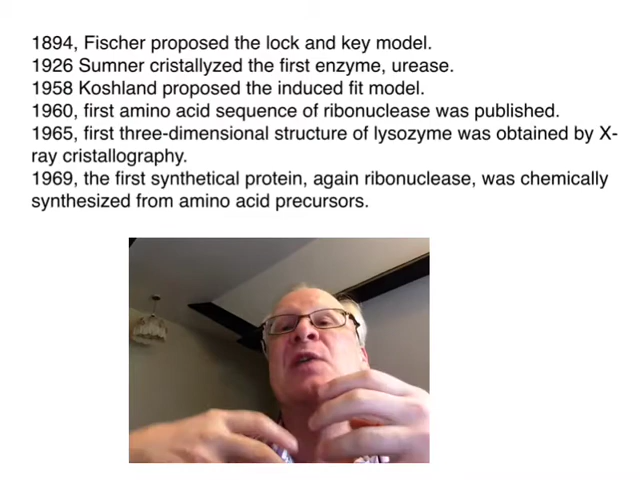 1894, Fischer proposed the lock and key model.
1926 Sumner cristallyzed the first enzyme, urease.
1958 Koshland proposed the induced fit model.
1960, first amino acid sequence of ribonuclease was published.
1965, first three-dimensional structure of lysozyme was obtained by X-
ray cristallography.
1969, the first synthetical protein, again ribonuclease, was chemically
synthesized from amino acid precursors.